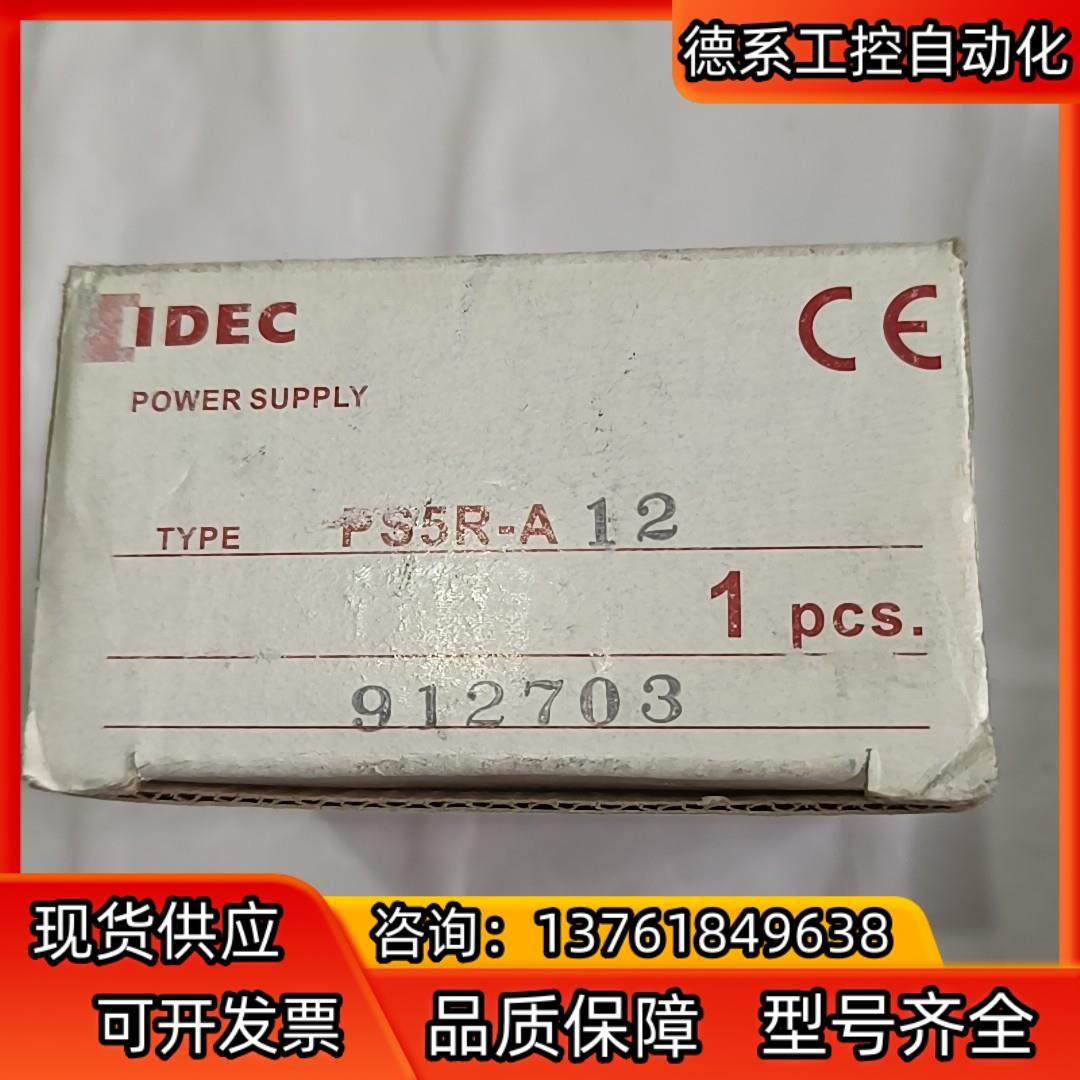 德系工控自动化
IDEC
CE
POWER SUPPLY
TYPE PS5R-A 12
1 pcs.
912703
现货供应
咨询：13761849638
可开发票
品质保障
型号齐全